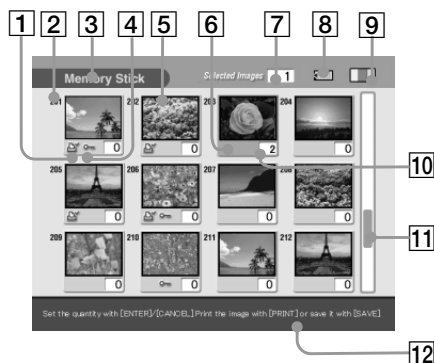 1 2 3 4 5 6 7 8 9
Memory Stick Selected Images 1
201 202 203 204
0 0 2 0
205 206 207 208
0 0 0 0
209 210 211 212
0 0 0 0
Set the quantity with [ENTER]/[CANCEL].Print the image with [PRINT] or save it with [SAVE].
10
11
12